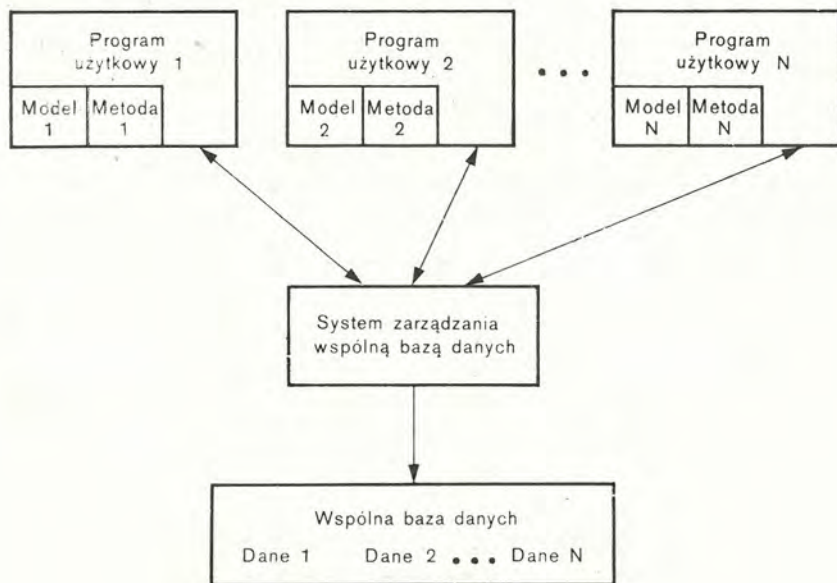 Program
użytkowy 1
Model
1
Metoda
1
Program
użytkowy 2
Model
2
Metoda
2
• • •
Program
użytkowy N
Model
N
Metoda
N
System zarządzania
wspólną bazą danych
Wspólna baza danych
Dane 1 Dane 2 • • • Dane N